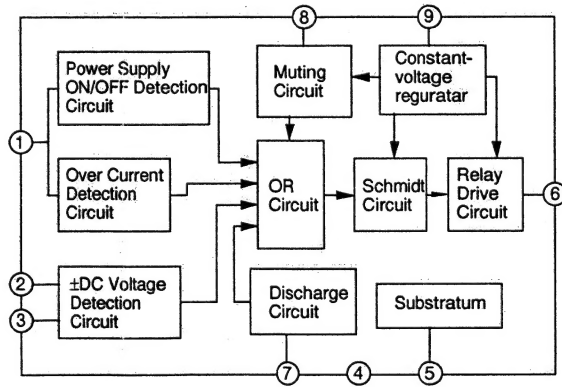 8
9
Power Supply
ON/OFF Detection
Circuit
Muting
Circuit
Constant-
voltage
reguratar
1
Over Current
Detection
Circuit
OR
Circuit
Schmidt
Circuit
Relay
Drive
Circuit
6
2
3
±DC Voltage
Detection
Circuit
Discharge
Circuit
Substratum
7
4
5